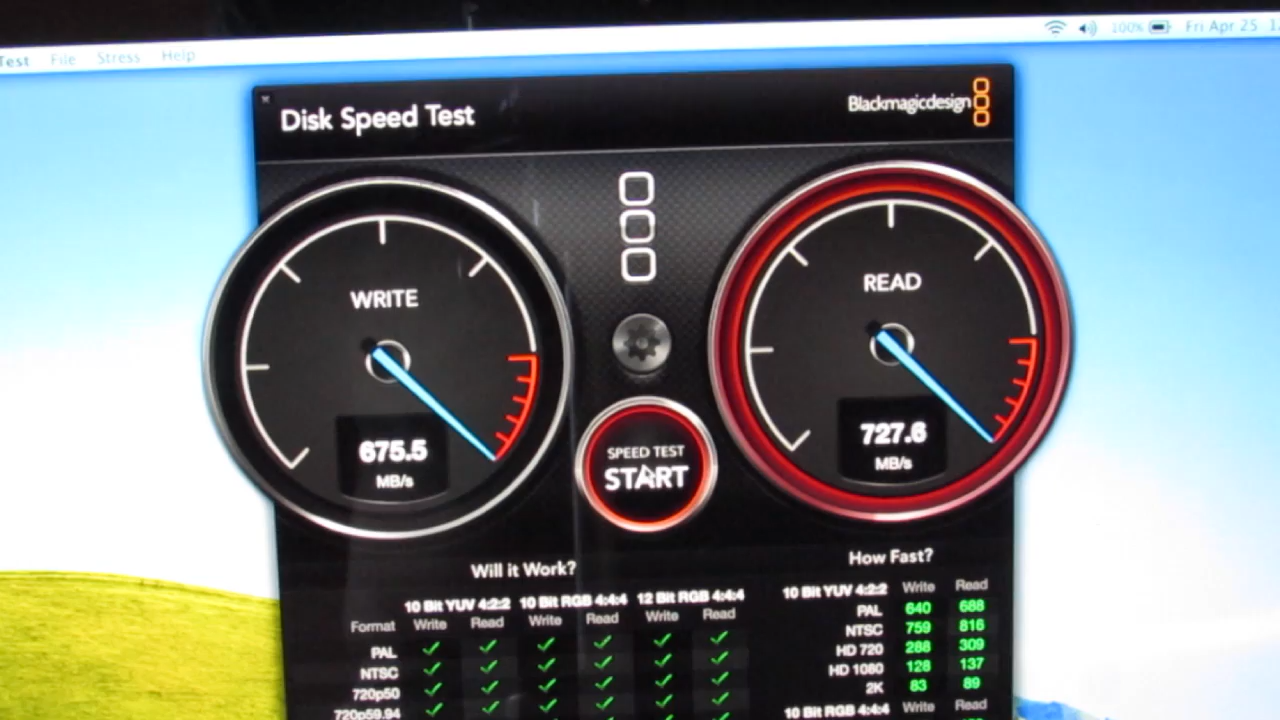 Test File Stress Help 100% Fri Apr 25
Disk Speed Test Blackmagicdesign
WRITE READ
675.5 727.6
MB/s MB/s
SPEED TEST
START
Will it Work? How Fast?
10 Bit YUV 4:2:2 10 Bit RGB 4:4:4 12 Bit RGB 4:4:4 10 Bit YUV 4:2:2 Write Read
Format Write Read Write Read Write Read PAL 640 688
NTSC 759 816
PAL HD 720 288 309
NTSC HD 1080 128 137
720p50 2K 83 89
720p59.94 10 Bit RGB 4:4:4 Write Read